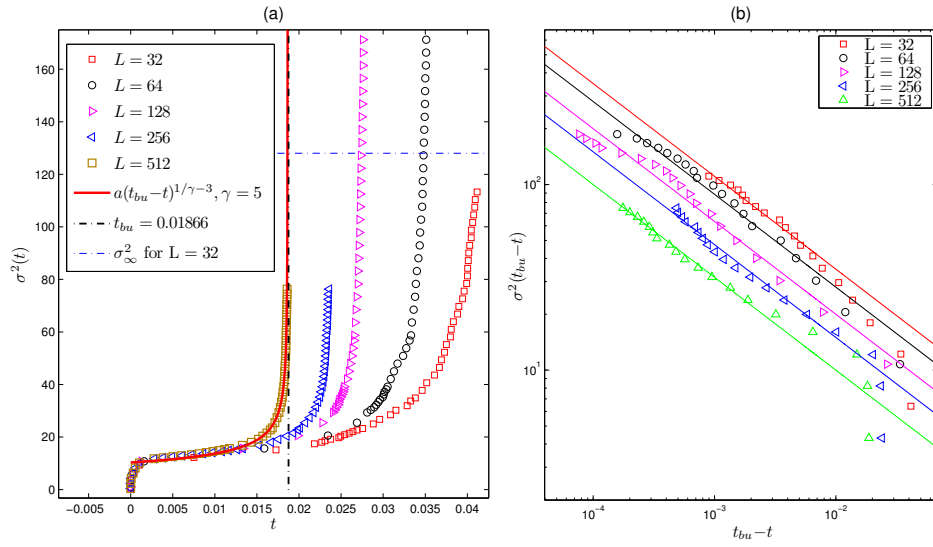 (a)
160
140
120
100
80
60
40
20
0
σ²(t)
L = 32
L = 64
L = 128
L = 256
L = 512
a(t_bu−t)^1/γ−3, γ = 5
t_bu = 0.01866
σ²_∞ for L = 32
−0.005 0 0.005 0.01 0.015 0.02 0.025 0.03 0.035 0.04
t
(b)
10²
10¹
σ²(t_bu−t)
L = 32
L = 64
L = 128
L = 256
L = 512
10⁻⁴ 10⁻³ 10⁻²
t_bu−t